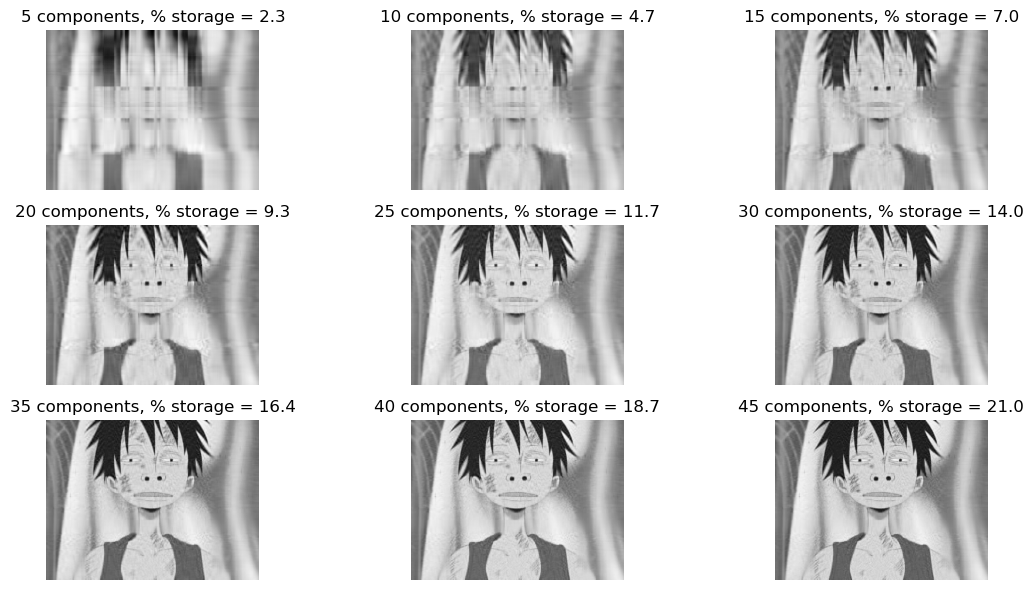 5 components, % storage = 2.3
10 components, % storage = 4.7
15 components, % storage = 7.0
20 components, % storage = 9.3
25 components, % storage = 11.7
30 components, % storage = 14.0
35 components, % storage = 16.4
40 components, % storage = 18.7
45 components, % storage = 21.0